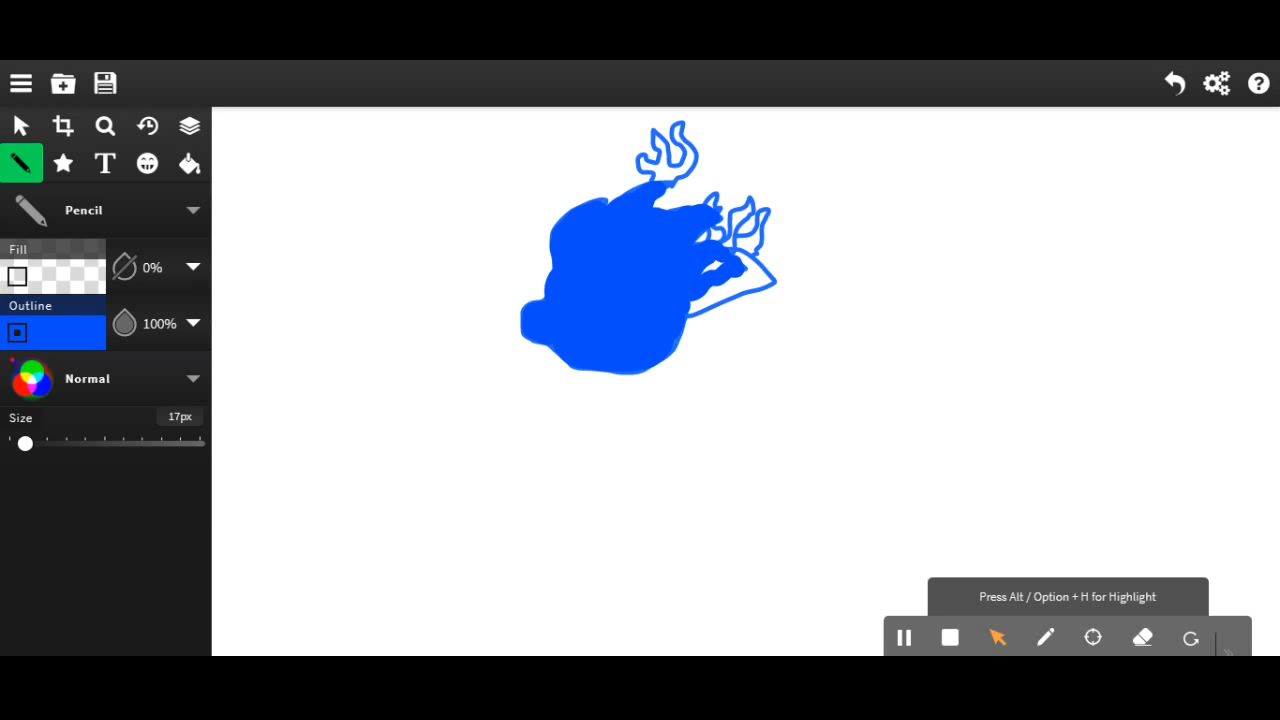 T
Pencil
Fill
0%
Outline
100%
Normal
Size
17px
Press Alt / Option + H for Highlight